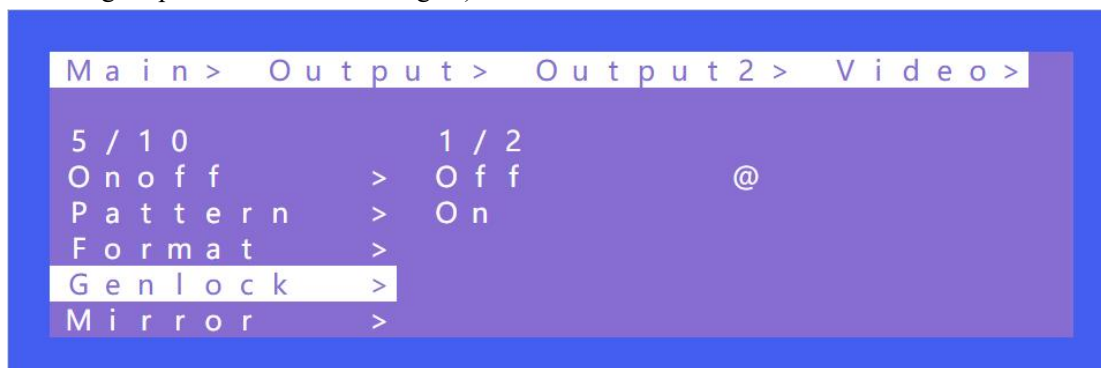 Main> Output> Output2> Video>
5/10 1/2
Onoff > Off @
Pattern > On
Format >
Genlock >
Mirror >